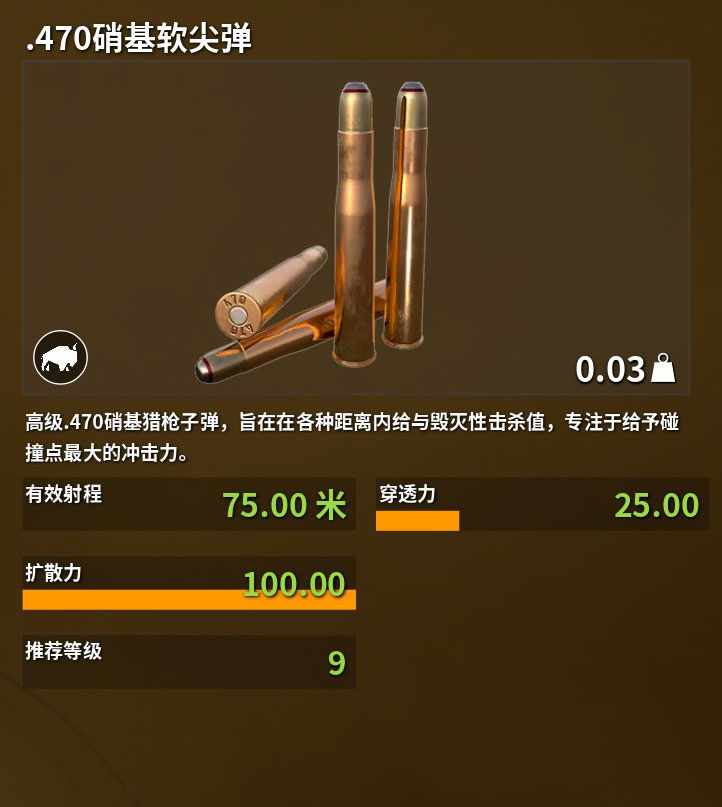 .470硝基软尖弹
470
470
0.03
高级.470硝基猎枪子弹，旨在在各种距离内给与毁灭性击杀值，专注于给予碰
撞点最大的冲击力。
有效射程
75.00 米
穿透力
25.00
扩散力
100.00
推荐等级
9